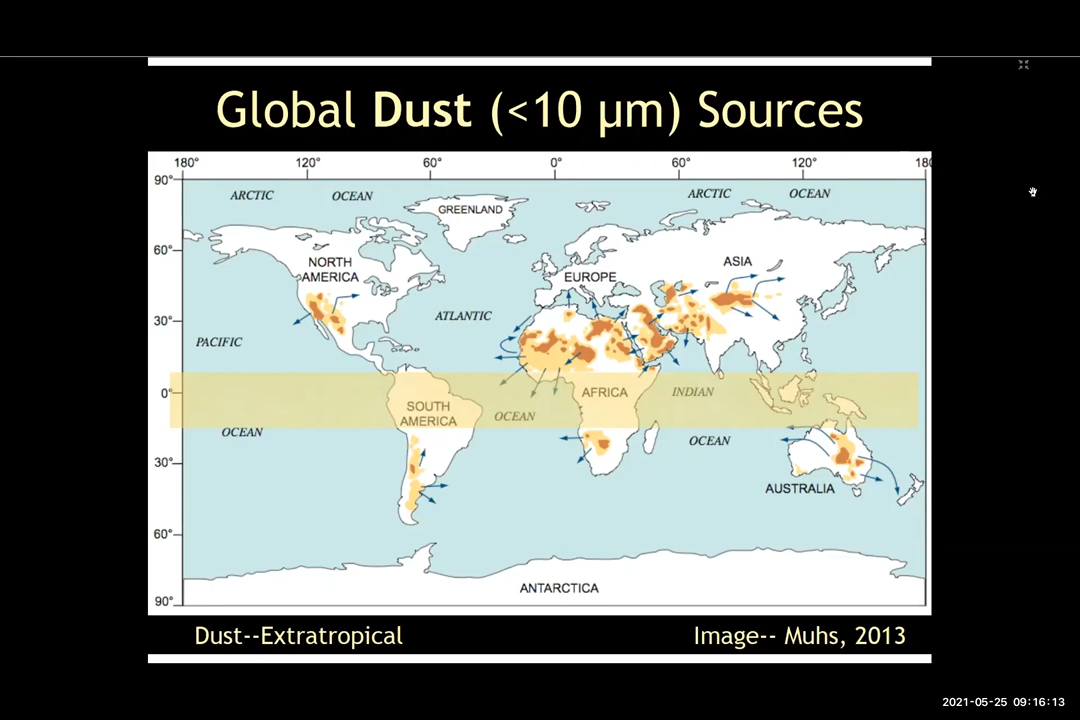 Global Dust (<10 µm) Sources
180° 120° 60° 0° 60° 120° 180
90°
ARCTIC OCEAN ARCTIC OCEAN
GREENLAND
60°
NORTH
AMERICA
ASIA
EUROPE
30°
ATLANTIC
PACIFIC
0°
AFRICA
INDIAN
SOUTH
AMERICA
OCEAN
OCEAN
OCEAN
30°
AUSTRALIA
60°
ANTARCTICA
90°
Dust--Extratropical
Image-- Muhs, 2013
2021-05-25 09:16:13